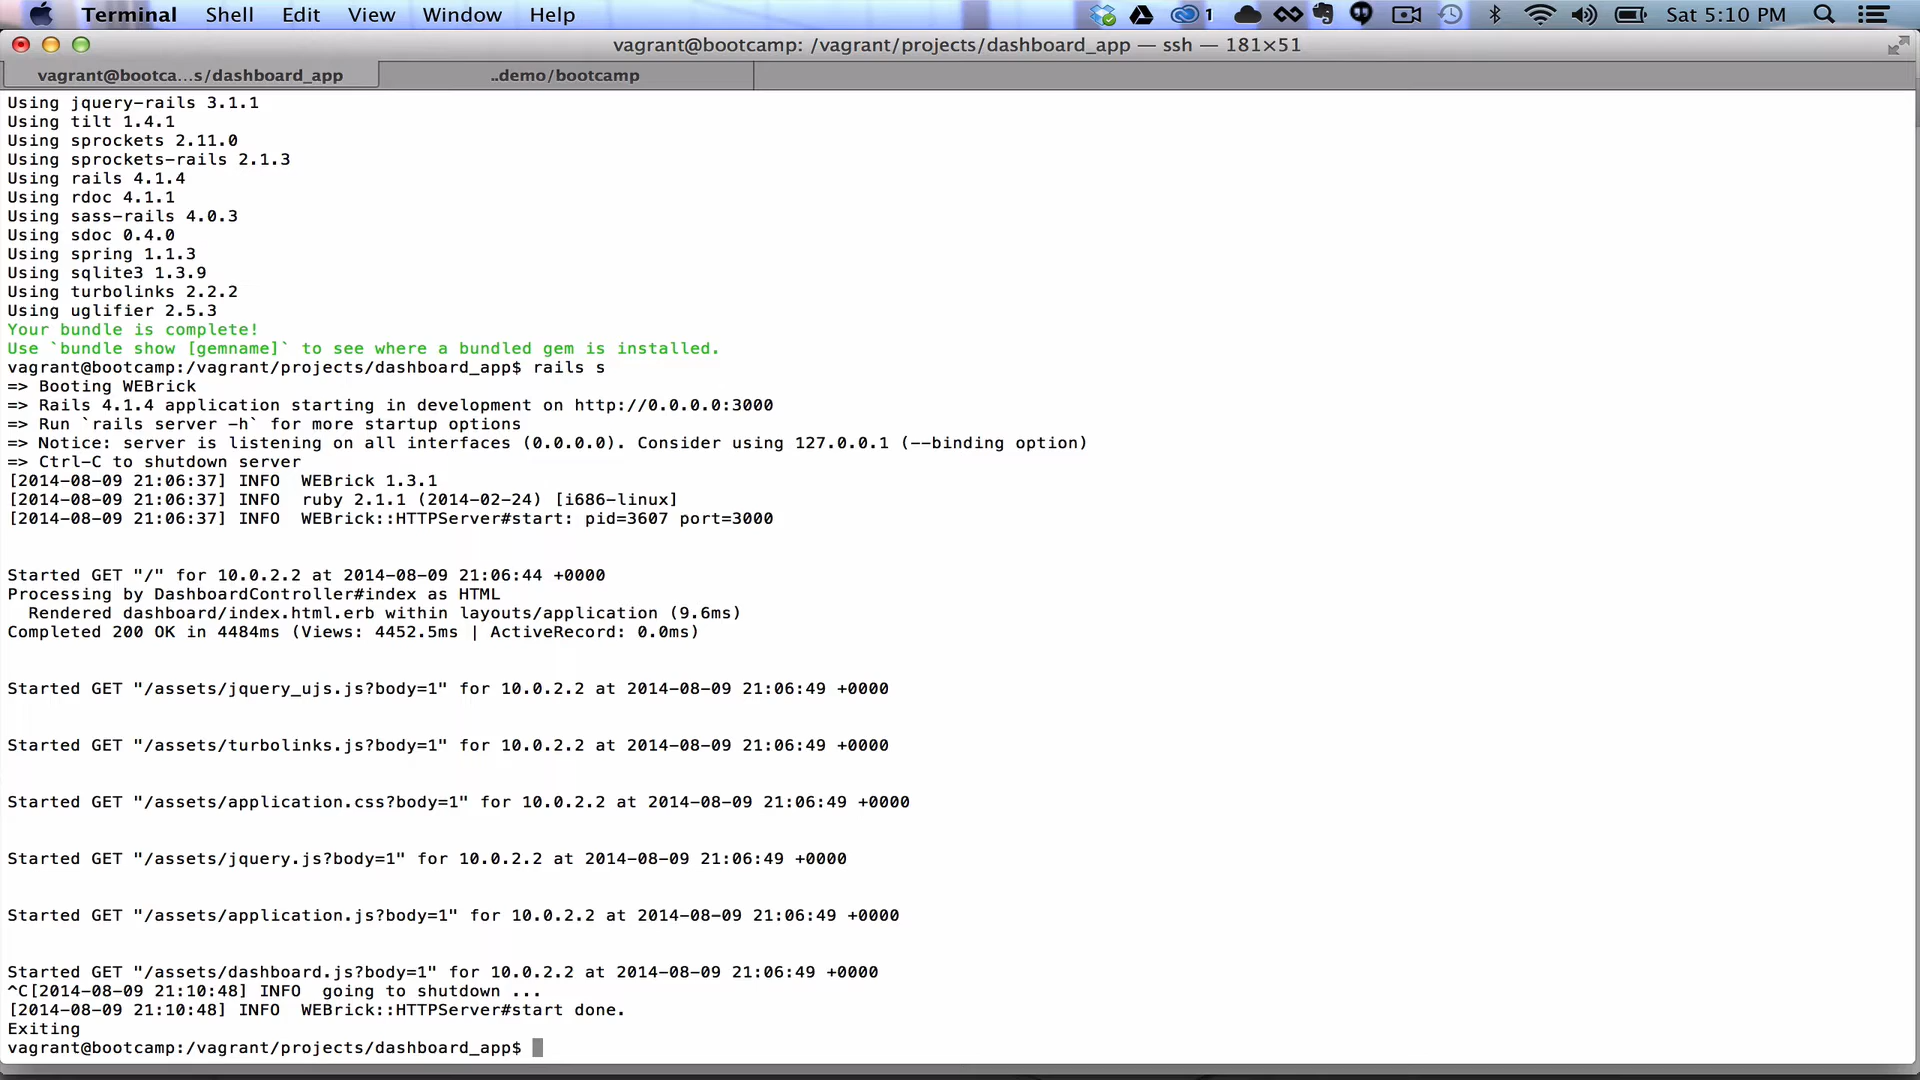 Terminal Shell Edit View Window Help 1 Sat 5:10 PM
vagrant@bootcamp: /vagrant/projects/dashboard_app — ssh — 181×51
vagrant@bootca...s/dashboard_app ..demo/bootcamp
Using jquery-rails 3.1.1
Using tilt 1.4.1
Using sprockets 2.11.0
Using sprockets-rails 2.1.3
Using rails 4.1.4
Using rdoc 4.1.1
Using sass-rails 4.0.3
Using sdoc 0.4.0
Using spring 1.1.3
Using sqlite3 1.3.9
Using turbolinks 2.2.2
Using uglifier 2.5.3
Your bundle is complete!
Use `bundle show [gemname]` to see where a bundled gem is installed.
vagrant@bootcamp:/vagrant/projects/dashboard_app$ rails s
=> Booting WEBrick
=> Rails 4.1.4 application starting in development on http://0.0.0.0:3000
=> Run `rails server -h` for more startup options
=> Notice: server is listening on all interfaces (0.0.0.0). Consider using 127.0.0.1 (--binding option)
=> Ctrl-C to shutdown server
[2014-08-09 21:06:37] INFO  WEBrick 1.3.1
[2014-08-09 21:06:37] INFO  ruby 2.1.1 (2014-02-24) [i686-linux]
[2014-08-09 21:06:37] INFO  WEBrick::HTTPServer#start: pid=3607 port=3000
Started GET "/" for 10.0.2.2 at 2014-08-09 21:06:44 +0000
Processing by DashboardController#index as HTML
  Rendered dashboard/index.html.erb within layouts/application (9.6ms)
Completed 200 OK in 4484ms (Views: 4452.5ms | ActiveRecord: 0.0ms)
Started GET "/assets/jquery_ujs.js?body=1" for 10.0.2.2 at 2014-08-09 21:06:49 +0000
Started GET "/assets/turbolinks.js?body=1" for 10.0.2.2 at 2014-08-09 21:06:49 +0000
Started GET "/assets/application.css?body=1" for 10.0.2.2 at 2014-08-09 21:06:49 +0000
Started GET "/assets/jquery.js?body=1" for 10.0.2.2 at 2014-08-09 21:06:49 +0000
Started GET "/assets/application.js?body=1" for 10.0.2.2 at 2014-08-09 21:06:49 +0000
Started GET "/assets/dashboard.js?body=1" for 10.0.2.2 at 2014-08-09 21:06:49 +0000
^C[2014-08-09 21:10:48] INFO  going to shutdown ...
[2014-08-09 21:10:48] INFO  WEBrick::HTTPServer#start done.
Exiting
vagrant@bootcamp:/vagrant/projects/dashboard_app$